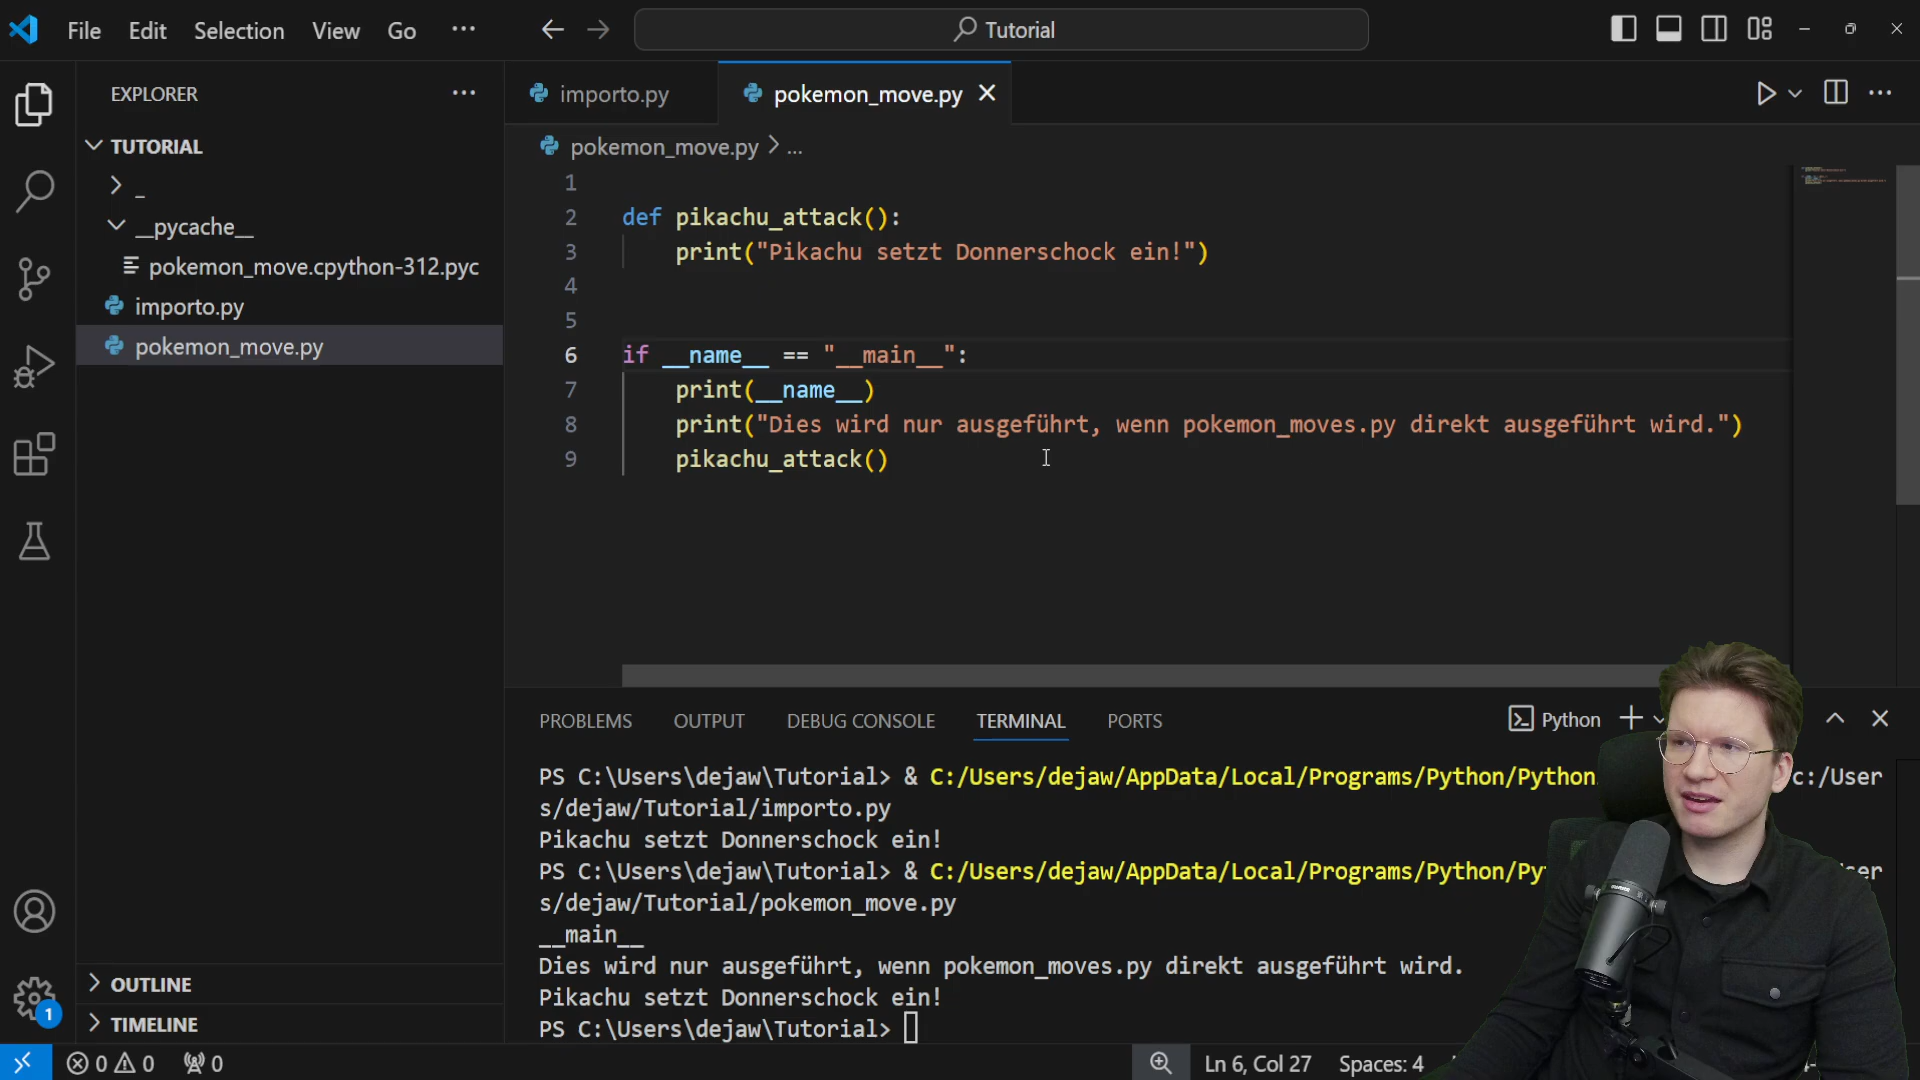 File Edit Selection View Go ··· Tutorial
EXPLORER ···
TUTORIAL
_
__pycache__
pokemon_move.cpython-312.pyc
importo.py
pokemon_move.py
OUTLINE
TIMELINE
importo.py pokemon_move.py
pokemon_move.py > ...
1
2 def pikachu_attack():
3 print("Pikachu setzt Donnerschock ein!")
4
5
6 if __name__ == "__main__":
7 print(__name__)
8 print("Dies wird nur ausgeführt, wenn pokemon_moves.py direkt ausgeführt wird.")
9 pikachu_attack()
PROBLEMS OUTPUT DEBUG CONSOLE TERMINAL PORTS Python
PS C:\Users\dejaw\Tutorial> & C:/Users/dejaw/AppData/Local/Programs/Python/Python c:/User
s/dejaw/Tutorial/importo.py
Pikachu setzt Donnerschock ein!
PS C:\Users\dejaw\Tutorial> & C:/Users/dejaw/AppData/Local/Programs/Python/Py er
s/dejaw/Tutorial/pokemon_move.py
__main__
Dies wird nur ausgeführt, wenn pokemon_moves.py direkt ausgeführt wird.
Pikachu setzt Donnerschock ein!
PS C:\Users\dejaw\Tutorial>
1
0 0 0 Ln 6, Col 27 Spaces: 4